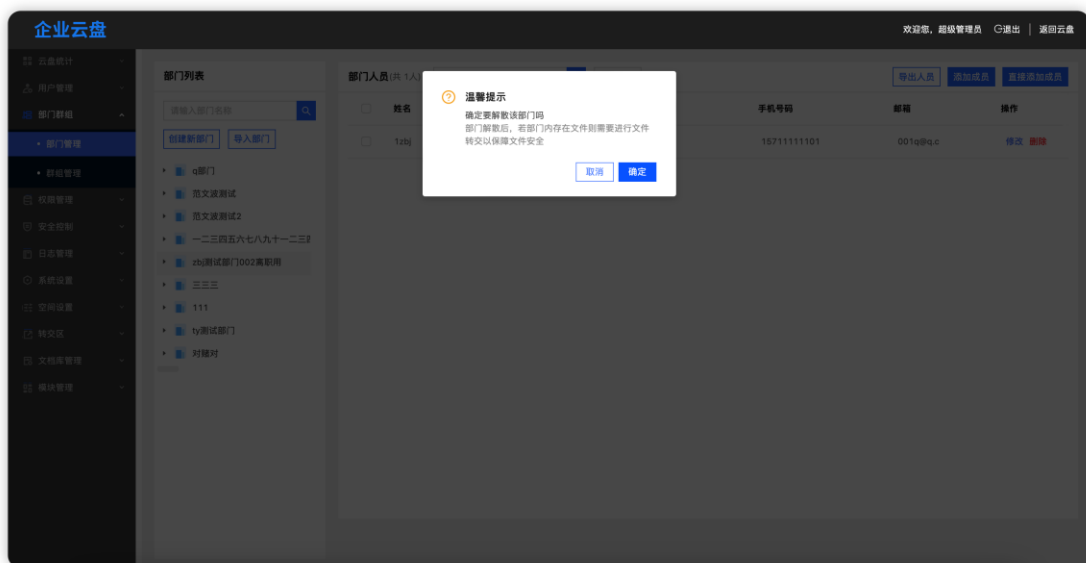 企业云盘
欢迎您，超级管理员 退出 返回云盘
云盘统计
用户管理
部门群组
部门管理
群组管理
权限管理
安全控制
日志管理
系统设置
空间设置
转交区
文档库管理
模块管理
部门列表
请输入部门名称
创建新部门 导入部门
q部门
范文波测试
范文波测试2
一二三四五六七八九十一二三
zbj测试部门002离职用
三三三
111
ty测试部门
对赌对
部门人员(共 1人)
导出人员 添加成员 直接添加成员
姓名 手机号码 邮箱 操作
1zbj 15711111101 001q@q.c 修改 删除
温馨提示
确定要解散该部门吗
部门解散后，若部门内存在文件则需要进行文件
转交以保障文件安全
取消 确定